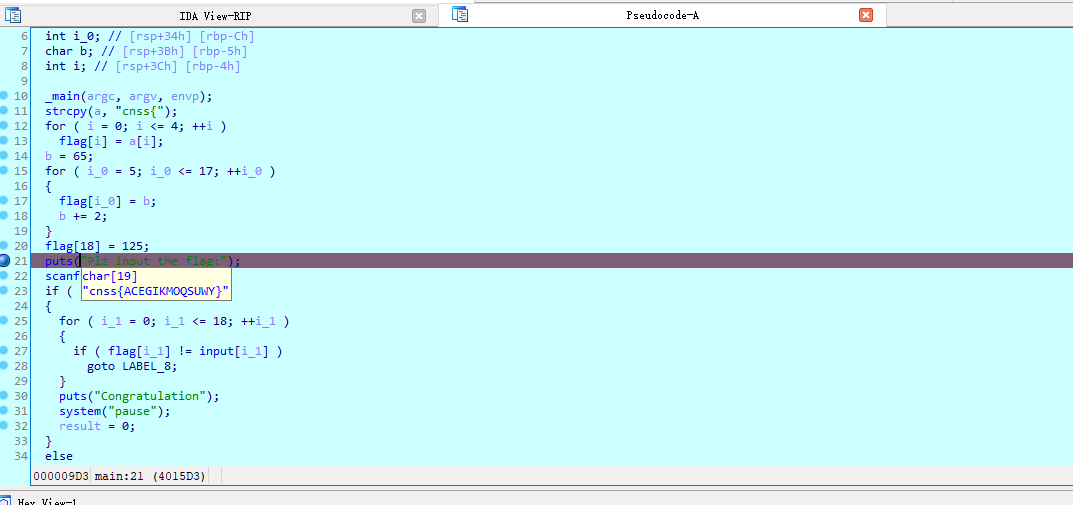 IDA View-RIP
Pseudocode-A
6 int i_0; // [rsp+34h] [rbp-Ch]
7 char b; // [rsp+3Bh] [rbp-5h]
8 int i; // [rsp+3Ch] [rbp-4h]
9
10 _main(argc, argv, envp);
11 strcpy(a, "cnss{");
12 for ( i = 0; i <= 4; ++i )
13 flag[i] = a[i];
14 b = 65;
15 for ( i_0 = 5; i_0 <= 17; ++i_0 )
16 {
17 flag[i_0] = b;
18 b += 2;
19 }
20 flag[18] = 125;
21 puts("Plz input the flag:");
22 scanf
char[19]
23 if (
"cnss{ACEGIKMOQSUWY}"
24 {
25 for ( i_1 = 0; i_1 <= 18; ++i_1 )
26 {
27 if ( flag[i_1] != input[i_1] )
28 goto LABEL_8;
29 }
30 puts("Congratulation");
31 system("pause");
32 result = 0;
33 }
34 else
000009D3 main:21 (4015D3)
Hex View-1